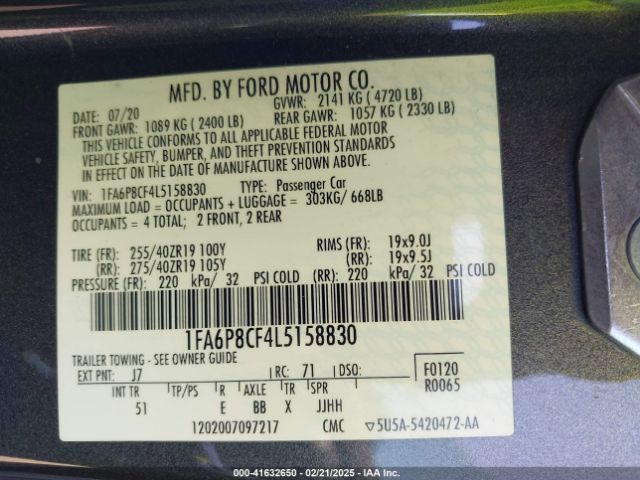 MFD. BY FORD MOTOR CO.
DATE: 07/20 GVWR: 2141 KG ( 4720 LB)
FRONT GAWR: 1089 KG ( 2400 LB) REAR GAWR: 1057 KG ( 2330 LB)
THIS VEHICLE CONFORMS TO ALL APPLICABLE FEDERAL MOTOR
VEHICLE SAFETY, BUMPER, AND THEFT PREVENTION STANDARDS
IN EFFECT ON THE DATE OF MANUFACTURE SHOWN ABOVE.
VIN: 1FA6P8CF4L5158830 TYPE: Passenger Car
MAXIMUM LOAD = OCCUPANTS + LUGGAGE = 303KG/ 668LB
OCCUPANTS = 4 TOTAL; 2 FRONT, 2 REAR
TIRE (FR): 255/40ZR19 100Y RIMS (FR): 19x9.0J
(RR): 275/40ZR19 105Y (RR): 19x9.5J
PRESSURE (FR): 220 kPa/ 32 PSI COLD (RR): 220 kPa/ 32 PSI COLD
1FA6P8CF4L5158830
TRAILER TOWING - SEE OWNER GUIDE
EXT PNT: J7 RC: 71 DSO: F0120
INT TR TP/PS R AXLE TR SPR R0065
51 E BB X JJHH
1202007097217 CMC ▽5U5A-5420472-AA
000-41632650 - 02/21/2025 - IAA Inc.